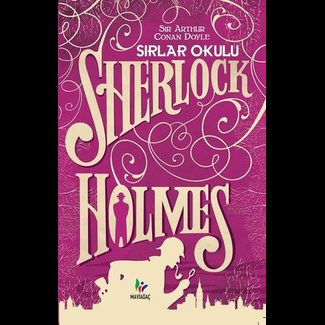 SIR ARTHUR
CONAN DOYLE
SIRLAR OKULU
SHERLOCK
HOLMES
MAVİAĞAÇ